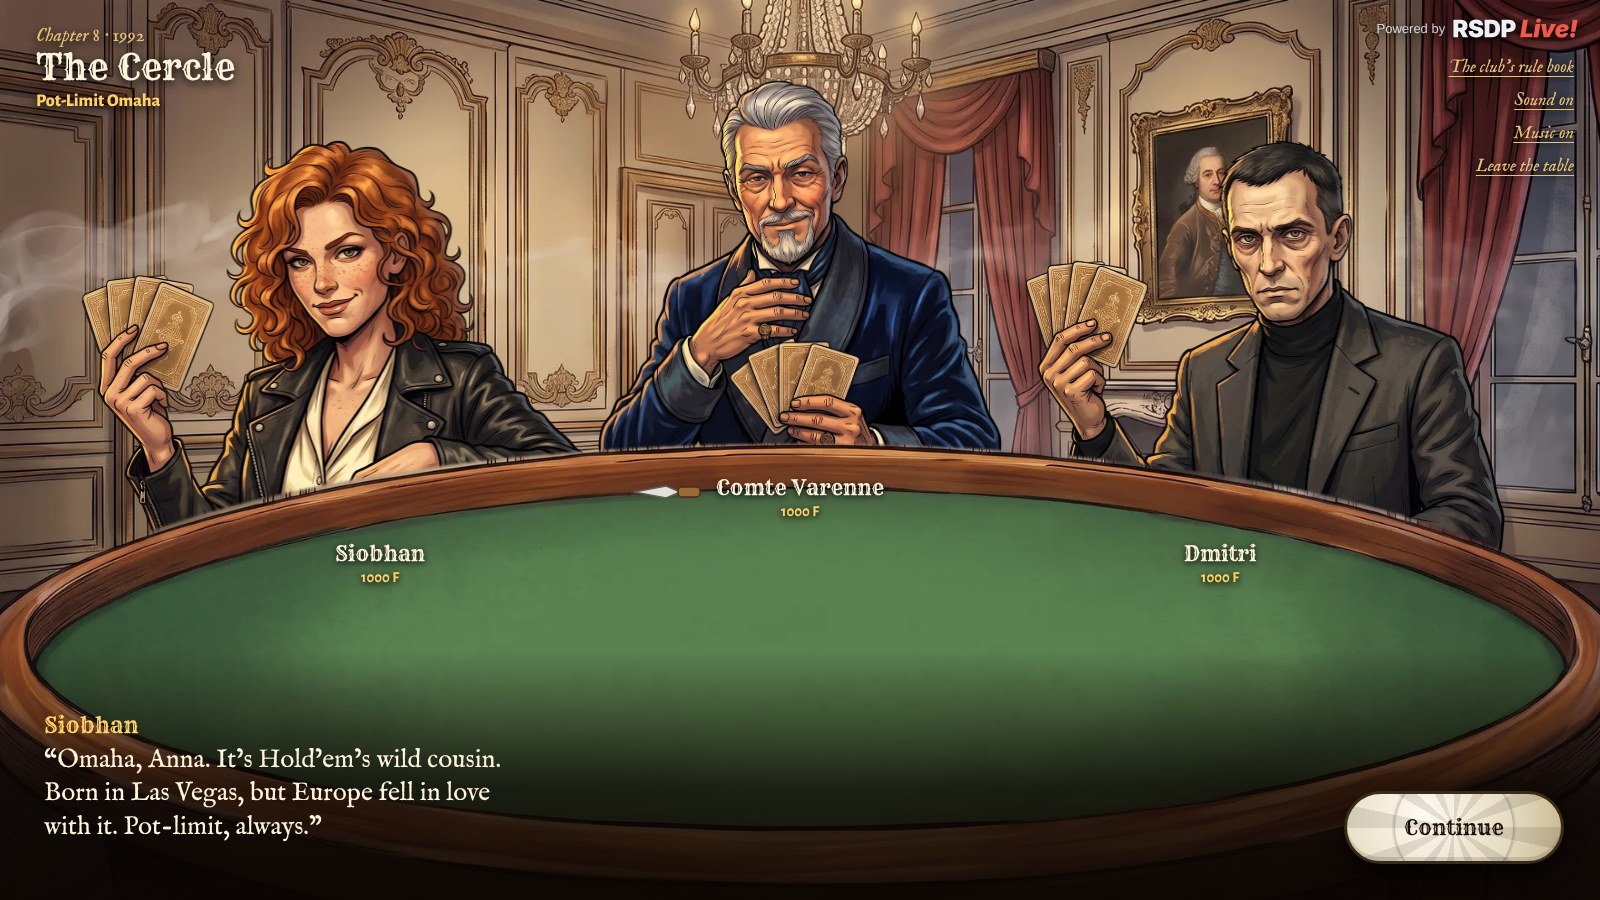 Chapter 8 · 1992
The Cercle
Pot-Limit Omaha
Powered by RSDP Live!
The club's rule book
Sound on
Music on
Leave the table
Comte Varenne
1000 F
Siobhan
1000 F
Dmitri
1000 F
Siobhan
“Omaha, Anna. It’s Hold’em’s wild cousin.
Born in Las Vegas, but Europe fell in love
with it. Pot-limit, always.”
Continue